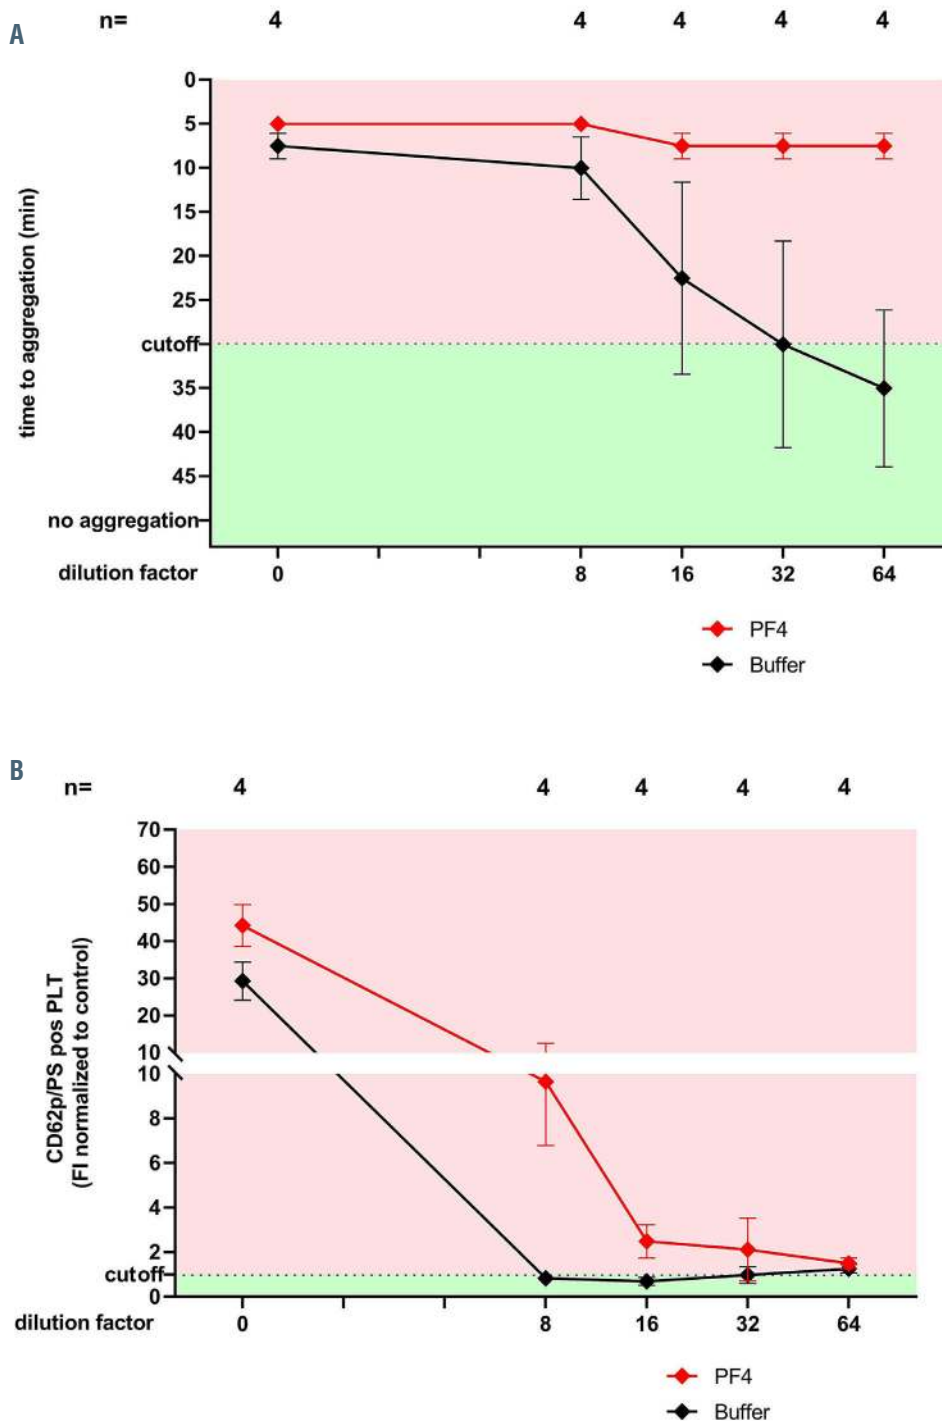 A
n= 4 4 4 4 4
time to aggregation (min)
0
5
10
15
20
25
cutoff
35
40
45
no aggregation
dilution factor 0 8 16 32 64
PF4
Buffer
B
n= 4 4 4 4 4
CD62p/PS pos PLT
(FI normalized to control)
70
60
50
40
30
20
10
10
8
6
4
2
cutoff
0
dilution factor 0 8 16 32 64
PF4
Buffer